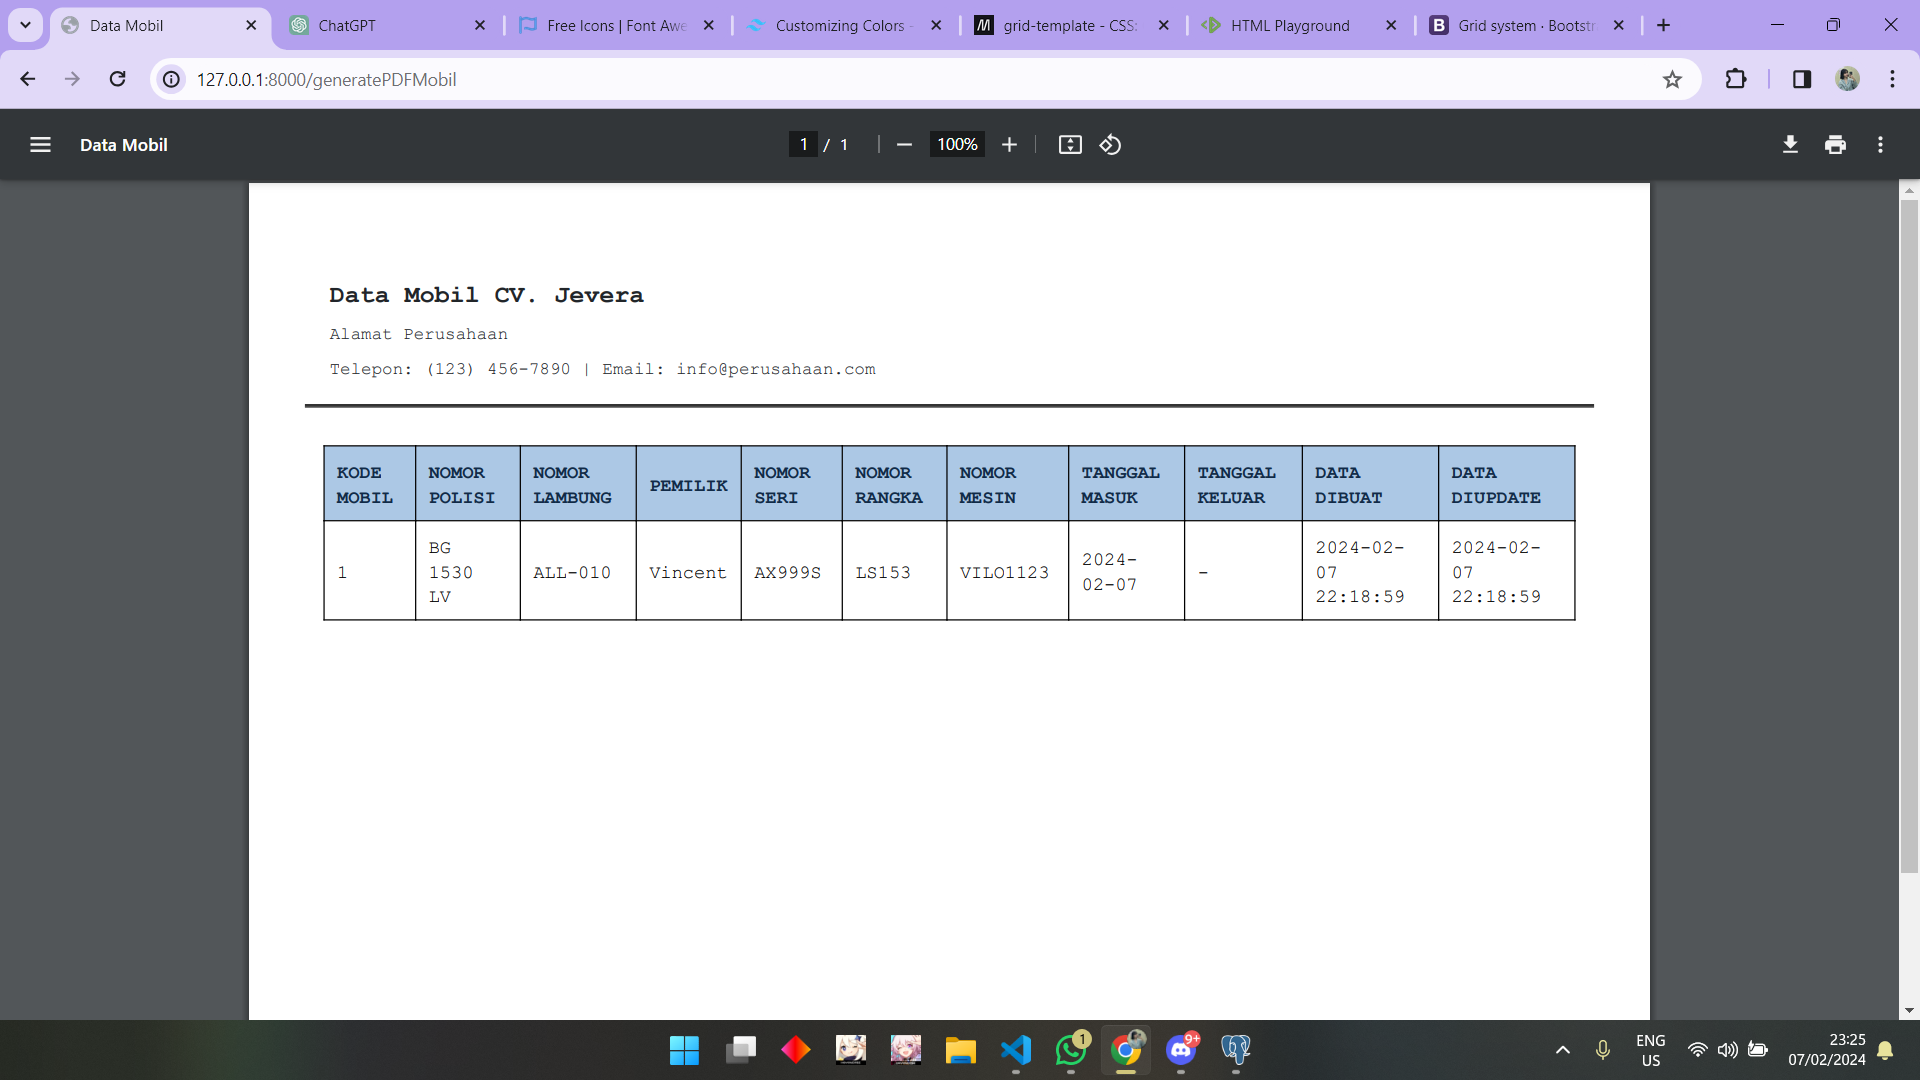 Data Mobil
ChatGPT
Free Icons | Font Awe
Customizing Colors -
grid-template - CSS:
HTML Playground
Grid system · Bootstr
127.0.0.1:8000/generatePDFMobil
Data Mobil
1 / 1
100%
Data Mobil CV. Jevera
Alamat Perusahaan
Telepon: (123) 456-7890 | Email: info@perusahaan.com
KODE MOBIL
NOMOR POLISI
NOMOR LAMBUNG
PEMILIK
NOMOR SERI
NOMOR RANGKA
NOMOR MESIN
TANGGAL MASUK
TANGGAL KELUAR
DATA DIBUAT
DATA DIUPDATE
1
BG 1530 LV
ALL-010
Vincent
AX999S
LS153
VILO1123
2024-02-07
-
2024-02-07 22:18:59
2024-02-07 22:18:59
1
9+
ENG
US
23:25
07/02/2024